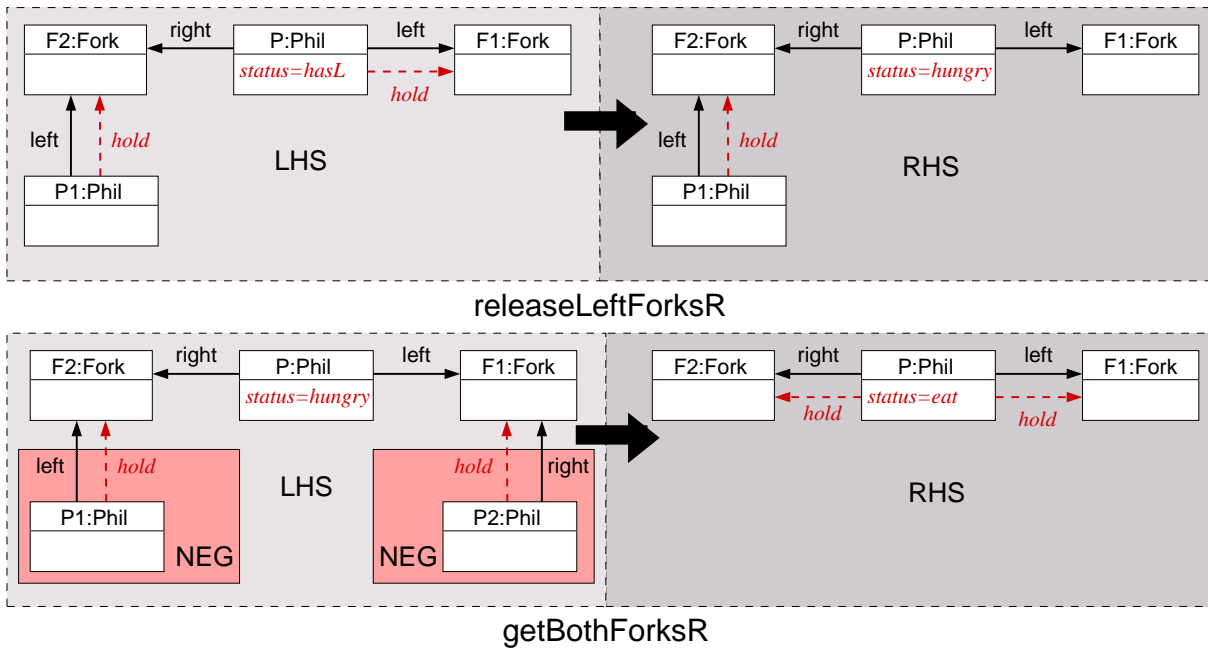 right left right left
F2:Fork P:Phil F1:Fork F2:Fork P:Phil F1:Fork
status=hasL status=hungry
hold
left hold left hold
LHS RHS
P1:Phil P1:Phil
releaseLeftForksR
right left right left
F2:Fork P:Phil F1:Fork F2:Fork P:Phil F1:Fork
status=hungry hold status=eat hold
left hold hold right
LHS RHS
P1:Phil P2:Phil
NEG NEG
getBothForksR